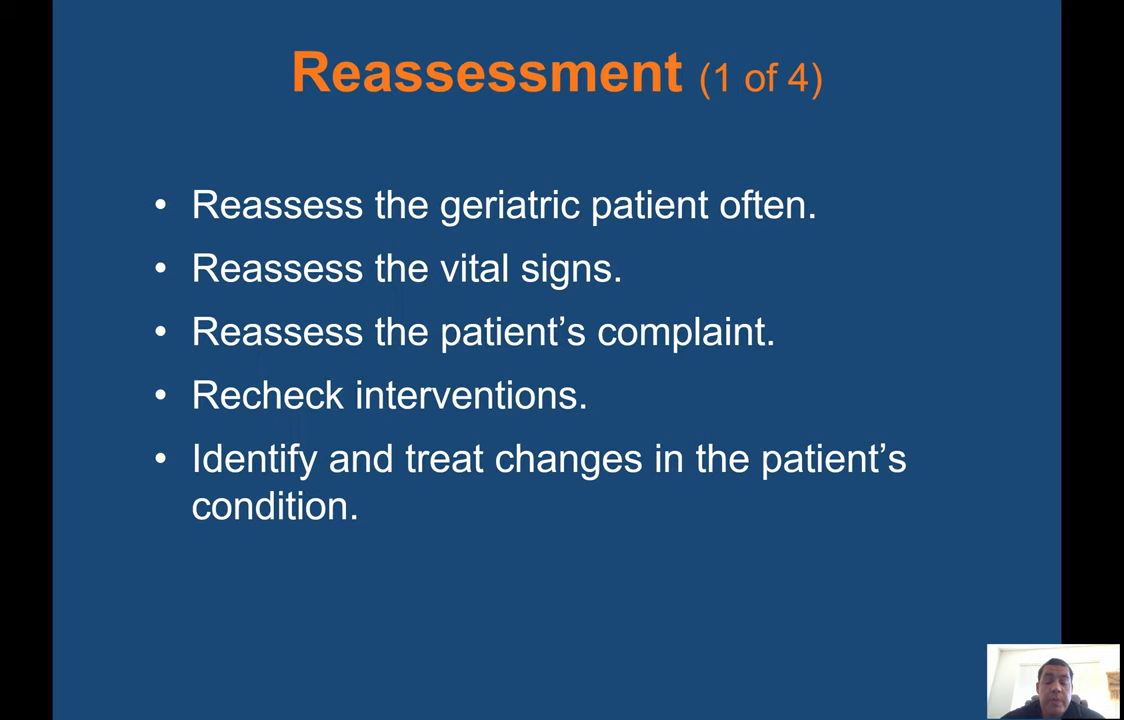 Reassessment (1 of 4)
• Reassess the geriatric patient often.
• Reassess the vital signs.
• Reassess the patient’s complaint.
• Recheck interventions.
• Identify and treat changes in the patient’s
condition.